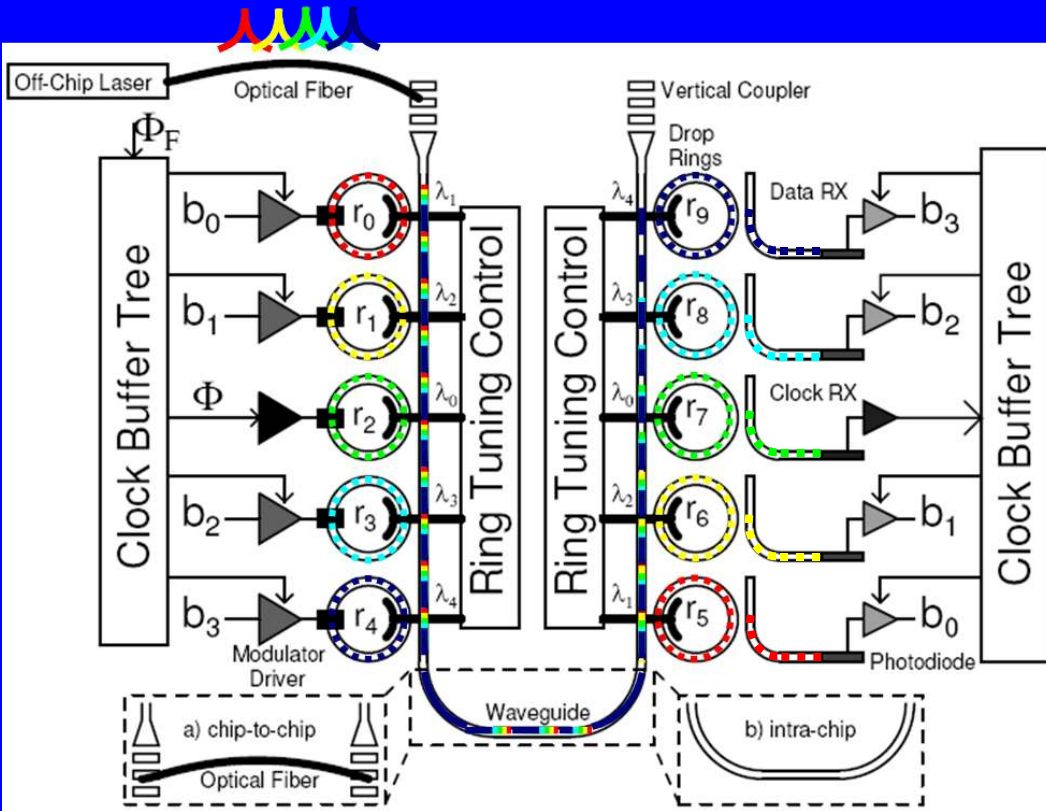 Off-Chip Laser
Optical Fiber
Vertical Coupler
Φ_F
Drop
Rings
Clock Buffer Tree
b0
r0
λ1
b1
r1
λ2
Φ
r2
λ0
b2
r3
λ3
b3
r4
λ4
Modulator
Driver
Ring Tuning Control
Ring Tuning Control
λ4
r9
Data RX
b3
λ3
r8
b2
λ0
r7
Clock RX
λ2
r6
b1
λ1
r5
b0
Photodiode
Clock Buffer Tree
Waveguide
a) chip-to-chip
Optical Fiber
b) intra-chip